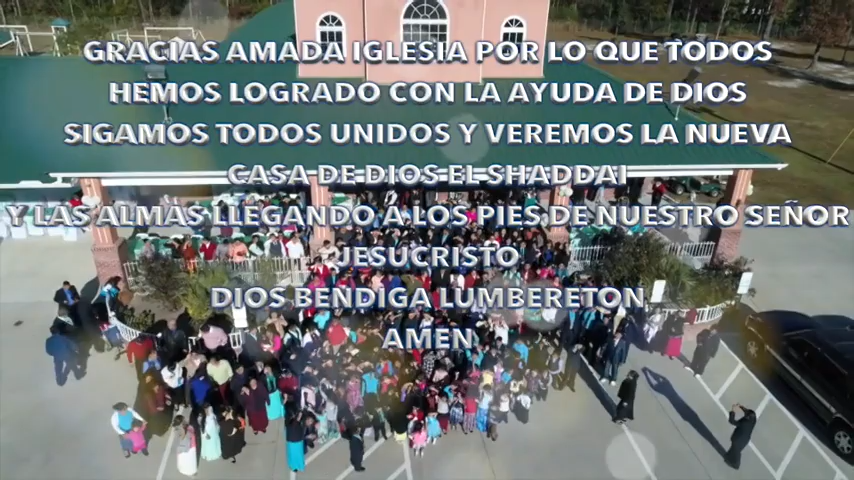 GRACIAS AMADA IGLESIA POR LO QUE TODOS
HEMOS LOGRADO CON LA AYUDA DE DIOS
SIGAMOS TODOS UNIDOS Y VEREMOS LA NUEVA
CASA DE DIOS EL SHADDAI
Y LAS ALMAS LLEGANDO A LOS PIES DE NUESTRO SEÑOR
JESUCRISTO
DIOS BENDIGA LUMBERETON
AMEN